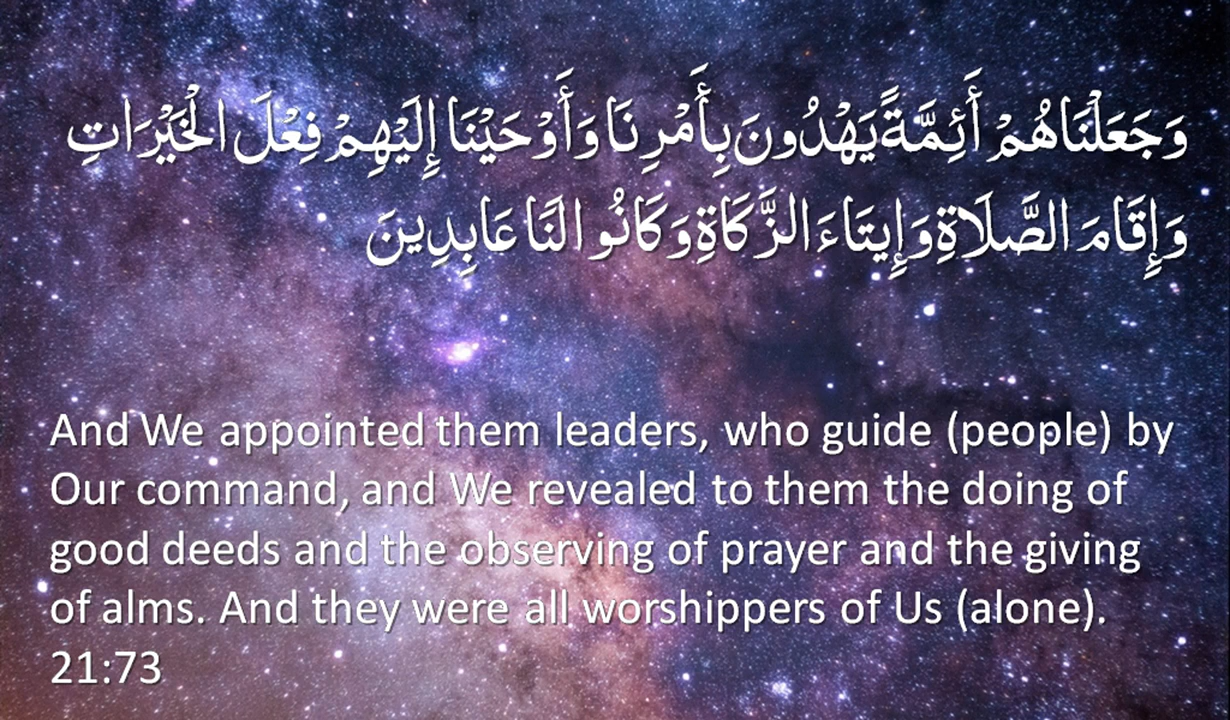 وَجَعَلْنَاهُمْ أَئِمَّةً يَهْدُونَ بِأَمْرِنَا وَأَوْحَيْنَا إِلَيْهِمْ فِعْلَ الْخَيْرَاتِ
وَإِقَامَ الصَّلَاةِ وَإِيتَاءَ الزَّكَاةِ وَكَانُوا لَنَا عَابِدِينَ
And We appointed them leaders, who guide (people) by
Our command, and We revealed to them the doing of
good deeds and the observing of prayer and the giving
of alms. And they were all worshippers of Us (alone).
21:73